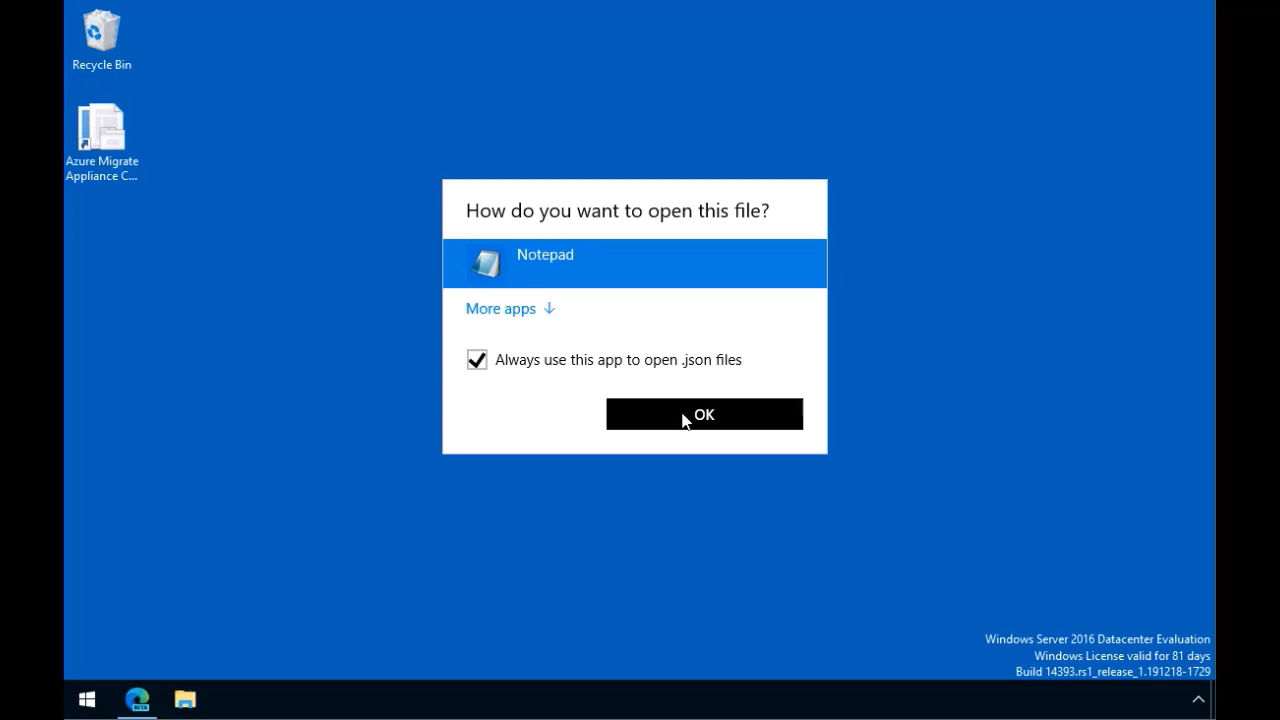 Recycle Bin
Azure Migrate
Appliance C...
How do you want to open this file?
Notepad
More apps
Always use this app to open .json files
OK
Windows Server 2016 Datacenter Evaluation
Windows License valid for 81 days
Build 14393.rs1_release_1.191218-1729
BETA